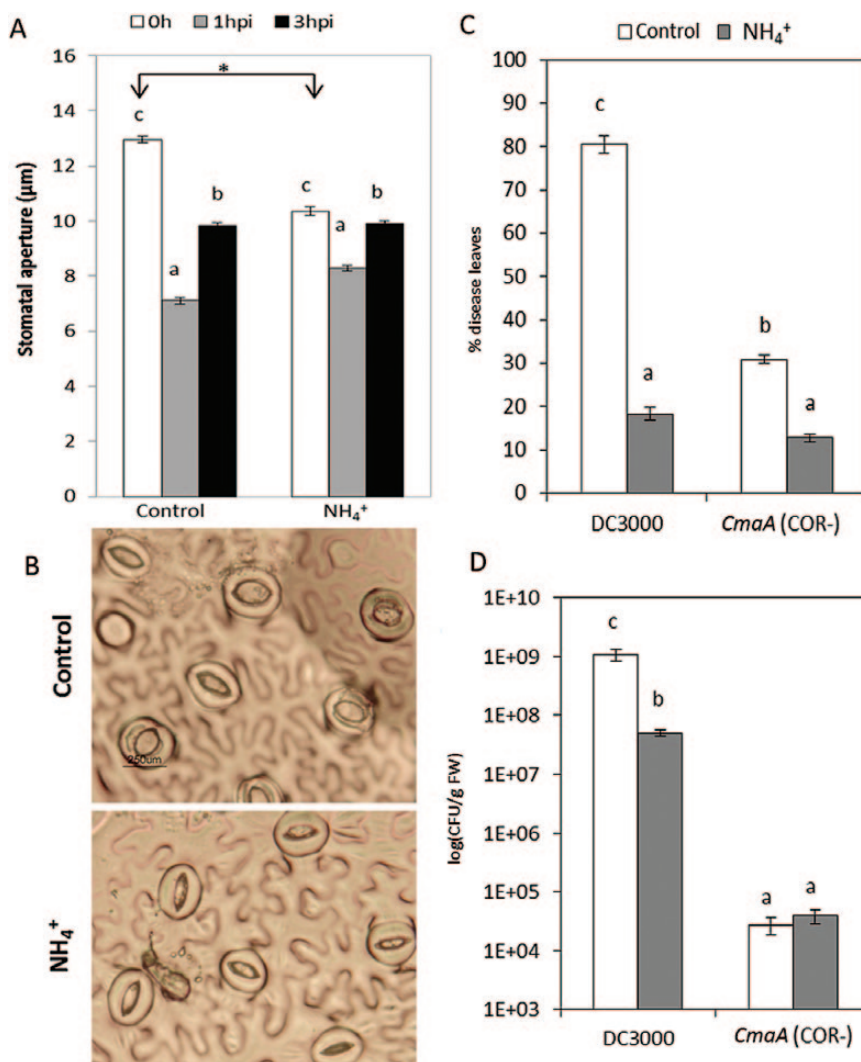 A
0h 1hpi 3hpi
Stomatal aperture (µm)
16
14
12
10
8
6
4
2
0
*
c
a
b
c
a
b
Control
NH₄⁺
B
Control
250um
NH₄⁺
C
Control NH₄⁺
% disease leaves
100
90
80
70
60
50
40
30
20
10
0
c
a
b
a
DC3000
CmaA (COR-)
D
log(CFU/g FW)
1E+10
1E+09
1E+08
1E+07
1E+06
1E+05
1E+04
1E+03
c
b
a
a
DC3000
CmaA (COR-)